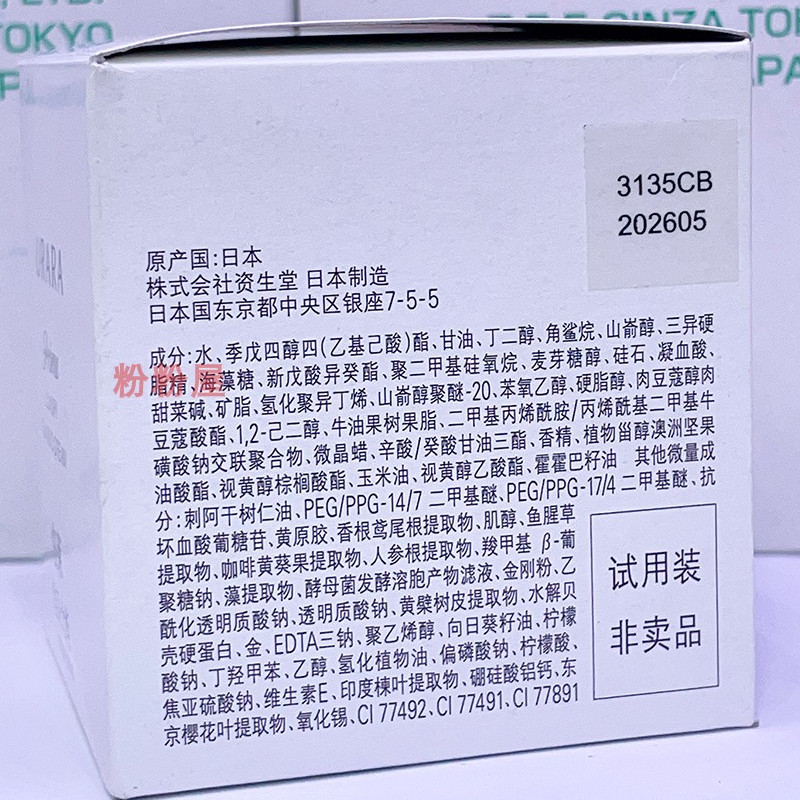 TOKYO
GINZA TO
APA
3135CB
202605
URARA
原产国:日本
株式会社资生堂 日本制造
日本国东京都中央区银座7-5-5
成分:水、季戊四醇四(乙基己酸)酯、甘油、丁二醇、角鲨烷、山嵛醇、三异硬
脂精、海藻糖、新戊酸异癸酯、聚二甲基硅氧烷、麦芽糖醇、硅石、凝血酸、
甜菜碱、矿脂、氢化聚异丁烯、山嵛醇聚醚-20、苯氧乙醇、硬脂醇、肉豆蔻醇肉
豆蔻酸酯、1,2-己二醇、牛油果树果脂、二甲基丙烯酰胺/丙烯酰基二甲基牛
磺酸钠交联聚合物、微晶蜡、辛酸/癸酸甘油三酯、香精、植物甾醇澳洲坚果
油酸酯、视黄醇棕榈酸酯、玉米油、视黄醇乙酸酯、霍霍巴籽油 其他微量成
分:刺阿干树仁油、PEG/PPG-14/7 二甲基醚、PEG/PPG-17/4 二甲基醚、抗
坏血酸葡糖苷、黄原胶、香根鸢尾根提取物、肌醇、鱼腥草
提取物、咖啡黄葵果提取物、人参根提取物、羧甲基 β-葡
聚糖钠、藻提取物、酵母菌发酵溶胞产物滤液、金刚粉、乙
酰化透明质酸钠、透明质酸钠、黄檗树皮提取物、水解贝
壳硬蛋白、金、EDTA三钠、聚乙烯醇、向日葵籽油、柠檬
酸钠、丁羟甲苯、乙醇、氢化植物油、偏磷酸钠、柠檬酸、
焦亚硫酸钠、维生素E、印度楝叶提取物、硼硅酸铝钙、东
京樱花叶提取物、氧化锡、CI 77492、CI 77491、CI 77891
试用装
非卖品
粉粉屋